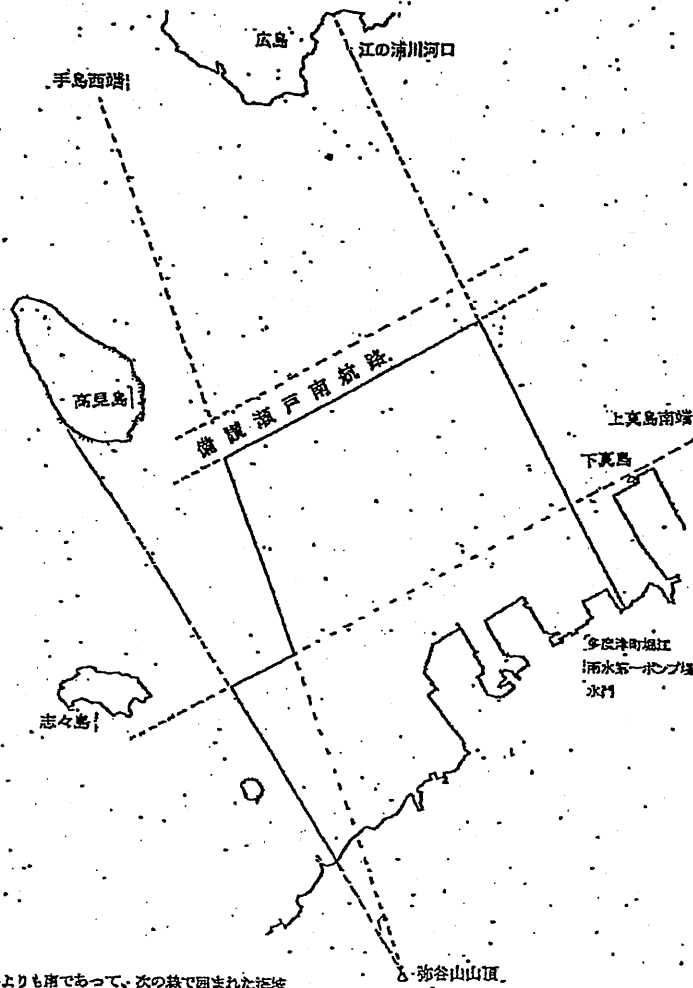 広島
江の浦川河口
手島西端
備讃瀬戸南航路
高見島
上真島南端
下真島
多度津町堀江
雨水第一ポンプ場
水門
志々島
弥谷山山頂
よりも南であつて、次の線で囲まれた海域